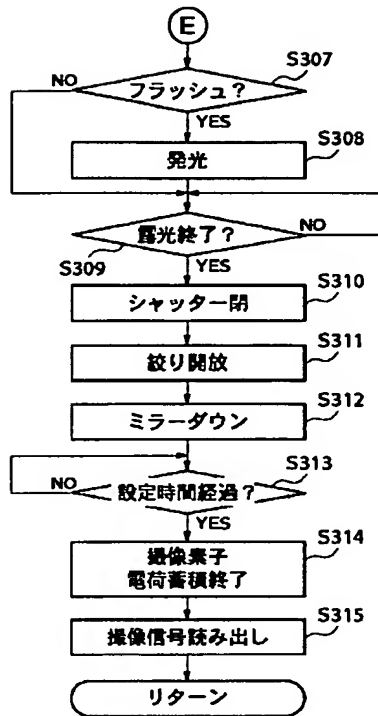 E
S307
NO
フラッシュ？
YES
S308
発光
露光終了？
NO
S309
YES
S310
シャッター閉
S311
絞り開放
S312
ミラーダウン
S313
NO
設定時間経過？
YES
S314
撮像素子
電荷蓄積終了
S315
撮像信号読み出し
リターン